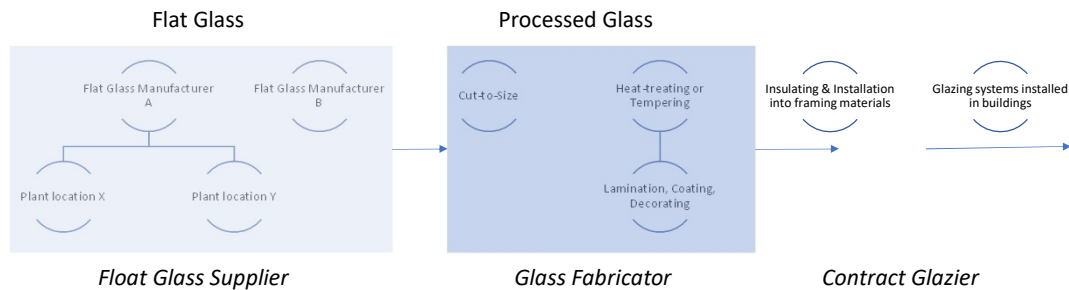 Flat Glass
Processed Glass
Flat Glass Manufacturer
A
Flat Glass Manufacturer
B
Plant location X
Plant location Y
Cut-to-Size
Heat-treating or
Tempering
Lamination, Coating,
Decorating
Insulating & Installation
into framing materials
Glazing systems installed
in buildings
Float Glass Supplier
Glass Fabricator
Contract Glazier